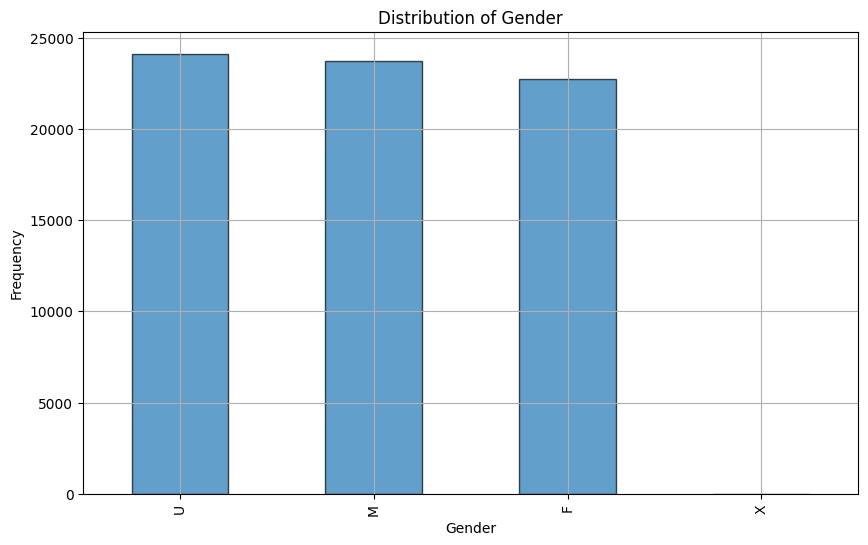 Distribution of Gender
25000
20000
15000
10000
5000
0
Frequency
U
M
F
X
Gender